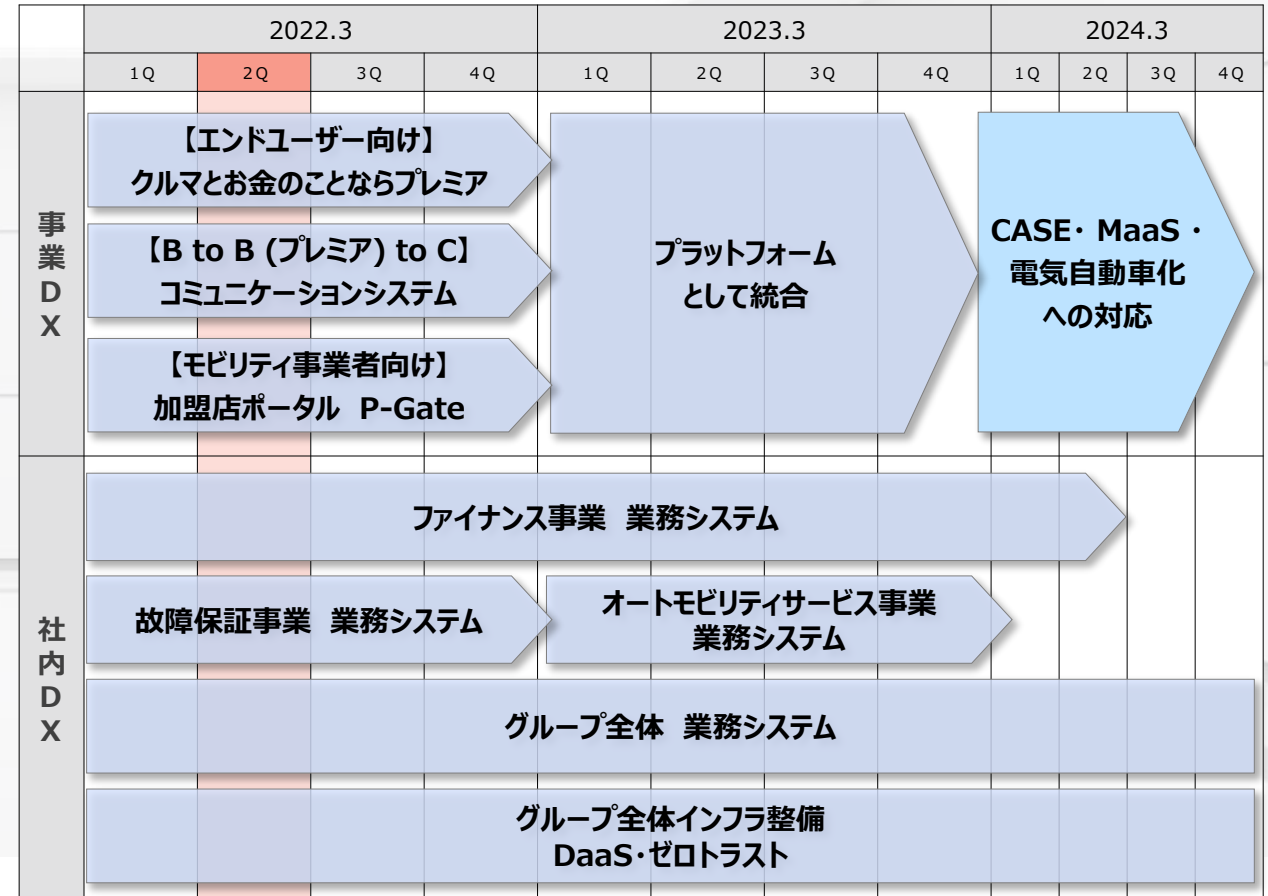 2022.3
2023.3
2024.3
1Q
2Q
3Q
4Q
1Q
2Q
3Q
4Q
1Q
2Q
3Q
4Q
事業DX
【エンドユーザー向け】
クルマとお金のことならプレミア
【B to B (プレミア) to C】
コミュニケーションシステム
【モビリティ事業者向け】
加盟店ポータル P-Gate
プラットフォーム
として統合
CASE・ MaaS・
電気自動車化
への対応
社内DX
ファイナンス事業 業務システム
故障保証事業 業務システム
オートモビリティサービス事業
業務システム
グループ全体 業務システム
グループ全体インフラ整備
DaaS・ゼロトラスト